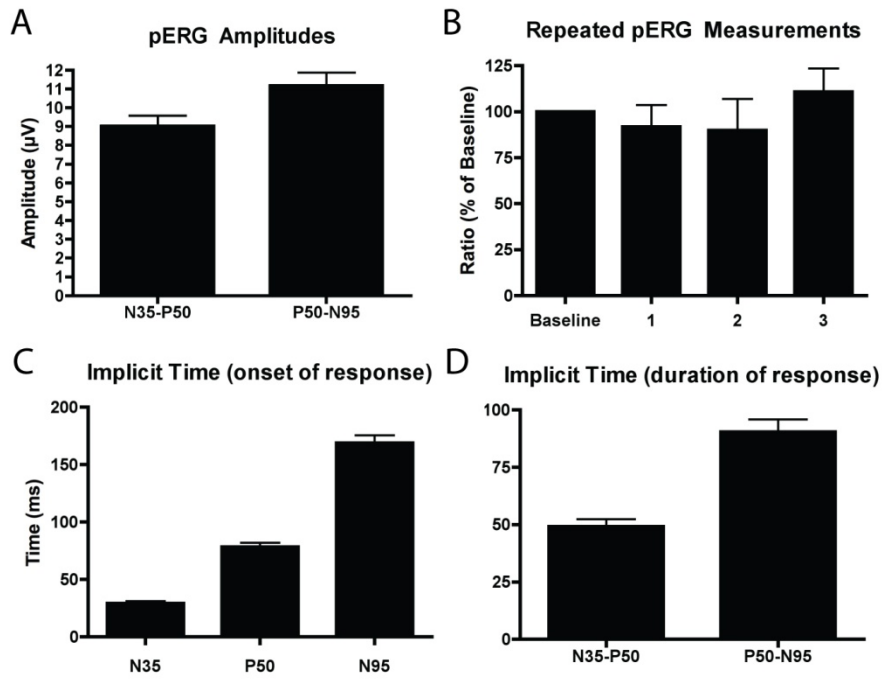 A
pERG Amplitudes
Amplitude (µV)
12
11
10
9
8
7
6
5
4
3
2
1
0
N35-P50 P50-N95
B
Repeated pERG Measurements
Ratio (% of Baseline)
125
100
75
50
25
0
Baseline 1 2 3
C
Implicit Time (onset of response)
Time (ms)
200
150
100
50
0
N35 P50 N95
D
Implicit Time (duration of response)
100
75
50
25
0
N35-P50 P50-N95